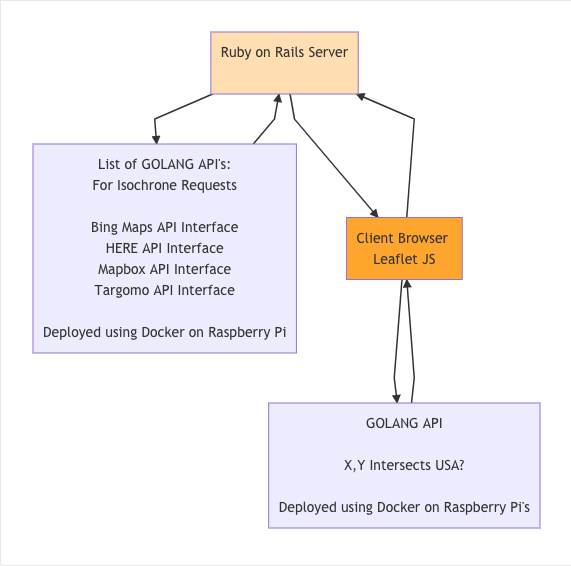 Ruby on Rails Server
List of GOLANG API's:
For Isochrone Requests
Bing Maps API Interface
HERE API Interface
Mapbox API Interface
Targomo API Interface
Deployed using Docker on Raspberry Pi
Client Browser
Leaflet JS
GOLANG API
X,Y Intersects USA?
Deployed using Docker on Raspberry Pi's